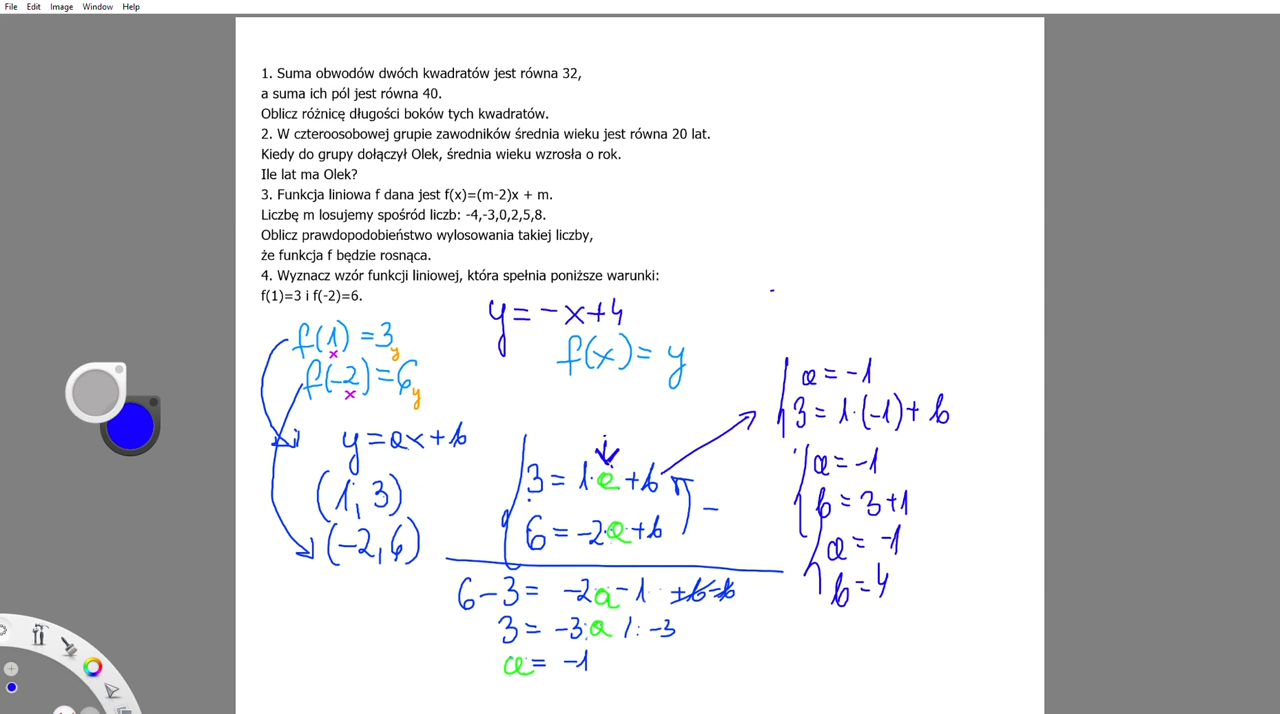 File Edit Image Window Help
1. Suma obwodów dwóch kwadratów jest równa 32,
a suma ich pól jest równa 40.
Oblicz różnicę długości boków tych kwadratów.
2. W czteroosobowej grupie zawodników średnia wieku jest równa 20 lat.
Kiedy do grupy dołączył Olek, średnia wieku wzrosła o rok.
Ile lat ma Olek?
3. Funkcja liniowa f dana jest f(x)=(m-2)x + m.
Liczbę m losujemy spośród liczb: -4,-3,0,2,5,8.
Oblicz prawdopodobieństwo wylosowania takiej liczby,
że funkcja f będzie rosnąca.
4. Wyznacz wzór funkcji liniowej, która spełnia poniższe warunki:
f(1)=3 i f(-2)=6.
y = -x+4
f(1) = 3
x y
f(x) = y
f(-2) = 6
x y
y = ax + b
(1, 3)
(-2, 6)
3 = 1·a + b
6 = -2·a + b
-
6-3 = -2a -1 +b-b
3 = -3·a /: -3
a = -1
a = -1
3 = 1·(-1) + b
a = -1
b = 3+1
a = -1
b = 4